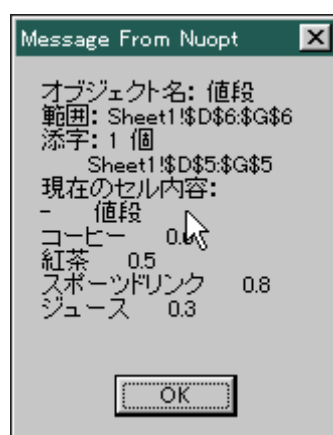 Message From Nuopt
オブジェクト名: 値段
範囲: Sheet1!$D$6:$G$6
添字: 1 個
Sheet1!$D$5:$G$5
現在のセル内容:
- 値段
コーヒー
紅茶 0.5
スポーツドリンク 0.8
ジュース 0.3
OK